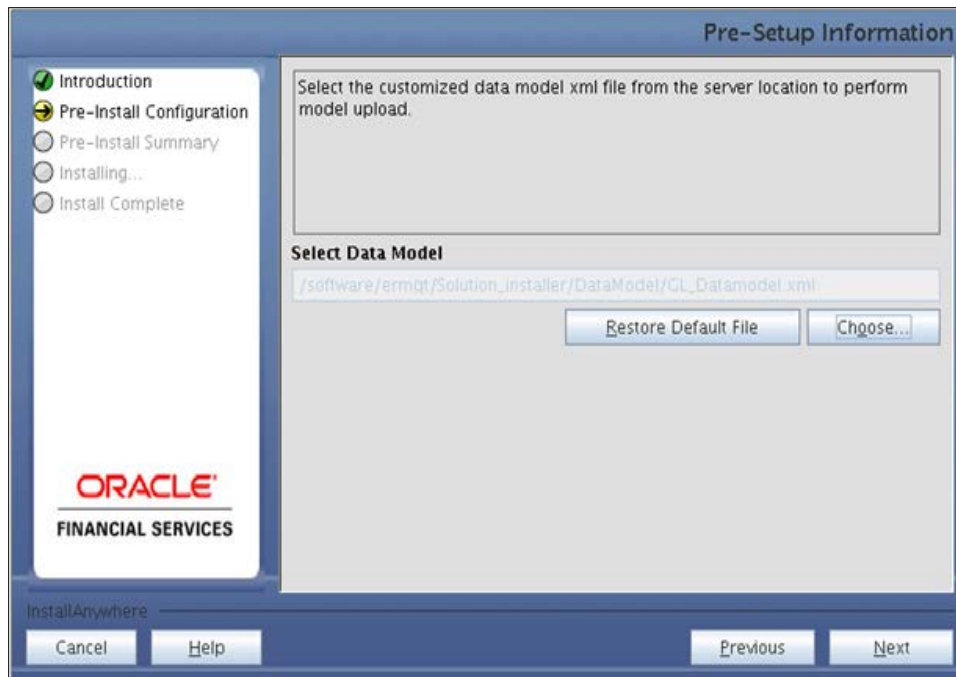 Pre-Setup Information
Introduction
Pre-Install Configuration
Pre-Install Summary
Installing...
Install Complete
ORACLE
FINANCIAL SERVICES
Select the customized data model xml file from the server location to perform
model upload.
Select Data Model
/software/ermqt/Solution_installer/DataModel/GL_Datamodel.xml
Restore Default File
Choose...
InstallAnywhere
Cancel
Help
Previous
Next